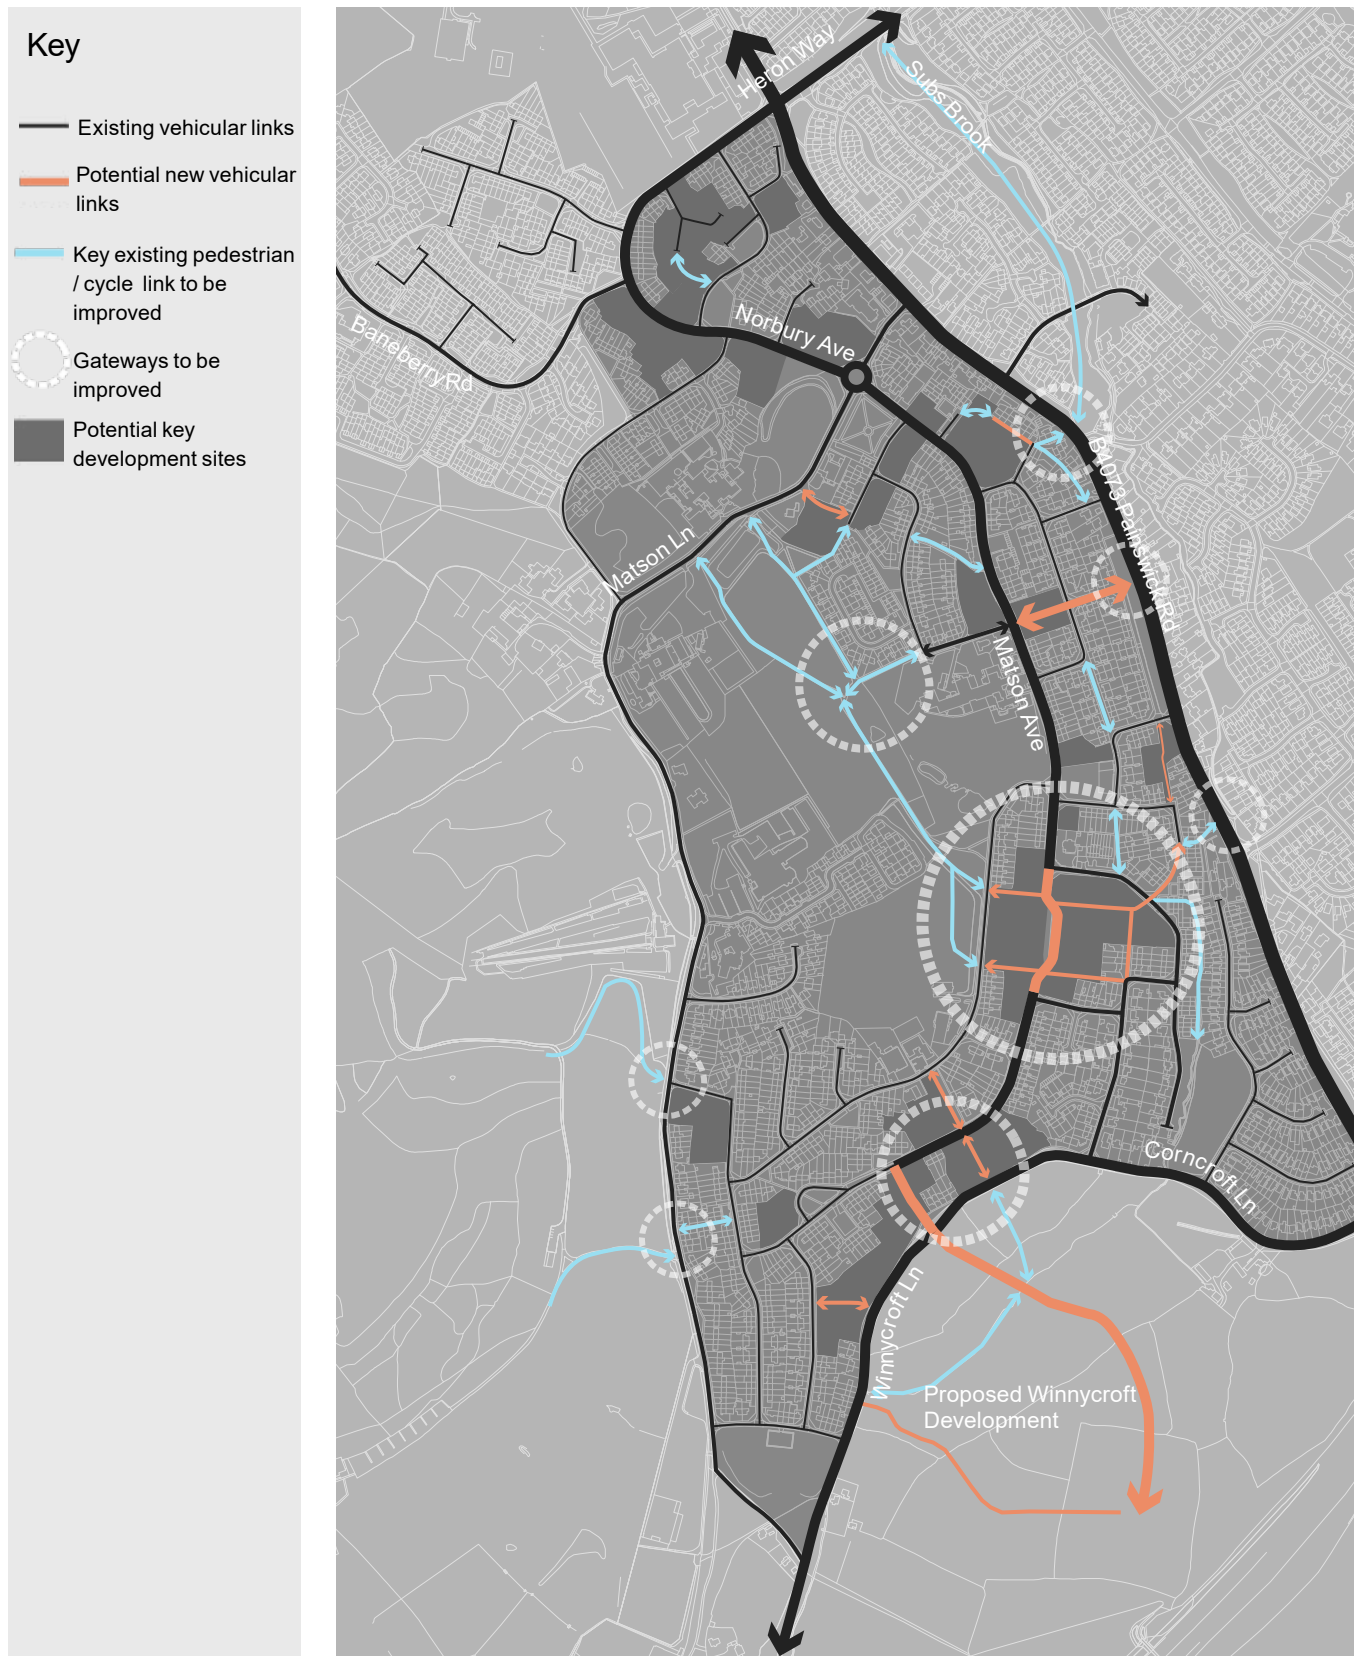 Key
Existing vehicular links
Potential new vehicular
links
Key existing pedestrian
/ cycle link to be
improved
Gateways to be
improved
Potential key
development sites
Heron Way
Subs Brook
Norbury Ave
Baneberry Rd
B4073 Painswick Rd
Matson Ln
Matson Ave
Corncroft Ln
Winnycroft Ln
Proposed Winnycroft
Development